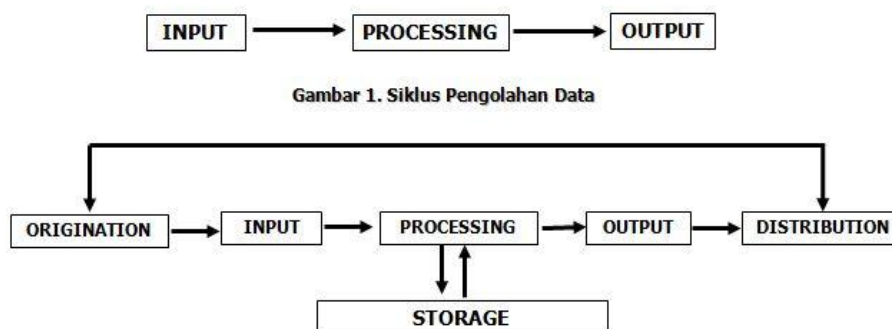 INPUT PROCESSING OUTPUT
Gambar 1. Siklus Pengolahan Data
ORIGINATION INPUT PROCESSING OUTPUT DISTRIBUTION
STORAGE